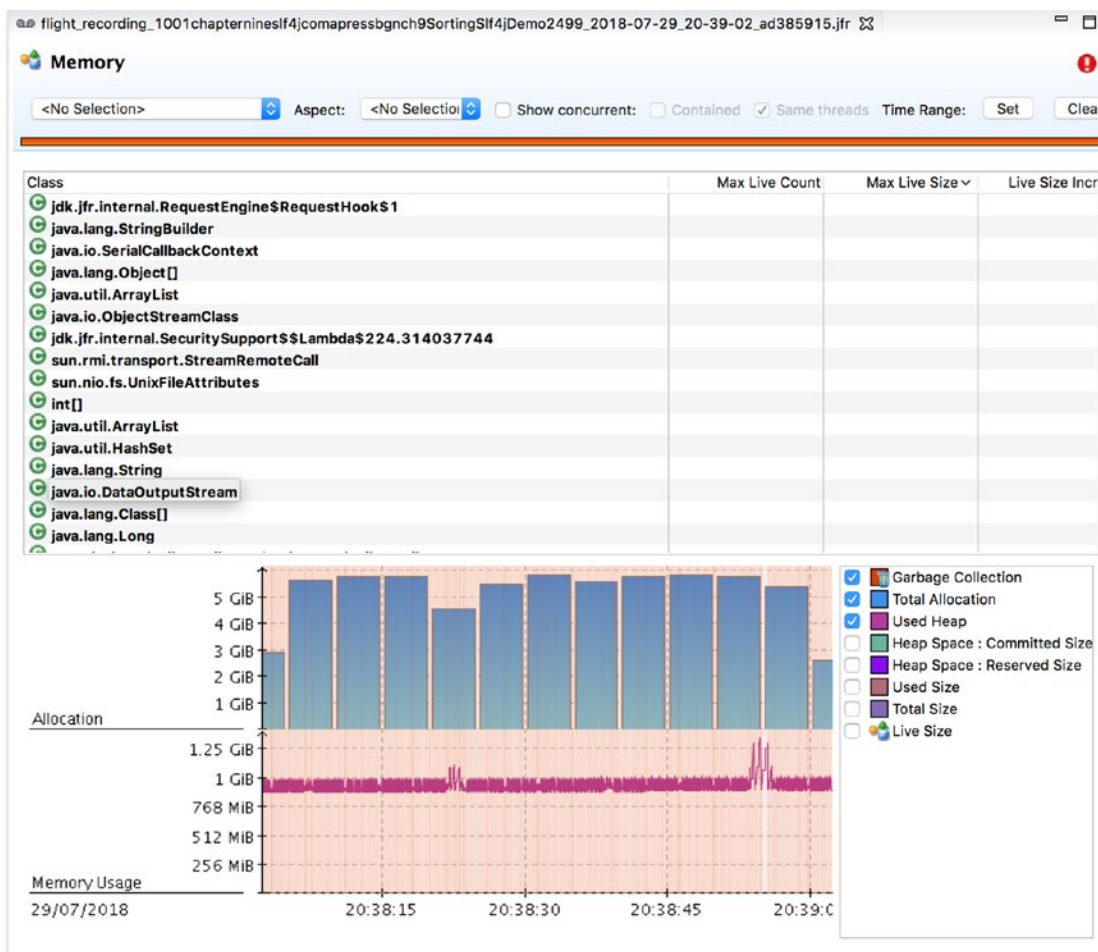 flight_recording_1001chapternineslf4jcomapressbgnch9SortingSlf4jDemo2499_2018-07-29_20-39-02_ad385915.jfr
Memory
<No Selection> Aspect: <No Selection Show concurrent: Contained Same threads Time Range: Set Clea
Class Max Live Count Max Live Size Live Size Incr
jdk.jfr.internal.RequestEngine$RequestHook$1
java.lang.StringBuilder
java.io.SerialCallbackContext
java.lang.Object[]
java.util.ArrayList
java.io.ObjectStreamClass
jdk.jfr.internal.SecuritySupport$$Lambda$224.314037744
sun.rmi.transport.StreamRemoteCall
sun.nio.fs.UnixFileAttributes
int[]
java.util.ArrayList
java.util.HashSet
java.lang.String
java.io.DataOutputStream
java.lang.Class[]
java.lang.Long
5 GiB
4 GiB
3 GiB
2 GiB
1 GiB
Allocation
1.25 GiB
1 GiB
768 MiB
512 MiB
256 MiB
Memory Usage
29/07/2018 20:38:15 20:38:30 20:38:45 20:39:0
Garbage Collection
Total Allocation
Used Heap
Heap Space : Committed Size
Heap Space : Reserved Size
Used Size
Total Size
Live Size